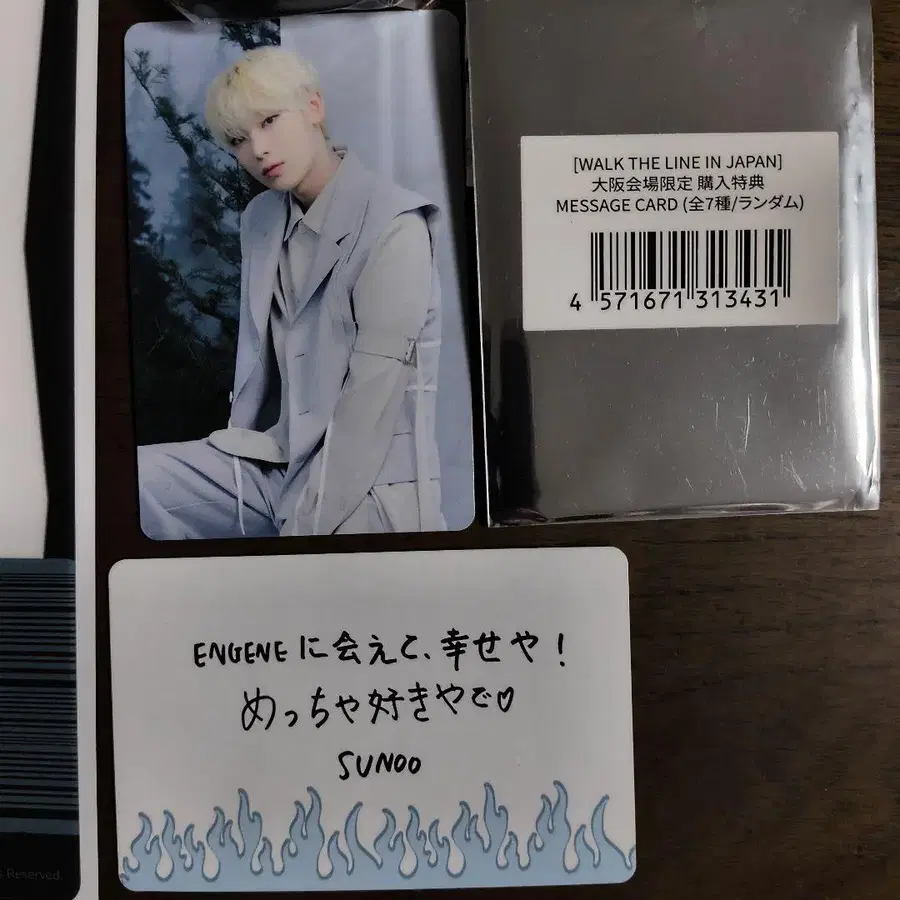 [WALK THE LINE IN JAPAN]
大阪会場限定 購入特典
MESSAGE CARD (全7種/ランダム)
4 571671 313431
ENGENEに会えて、幸せや！
めっちゃ好きやで♡
SUNOO
Reserved.